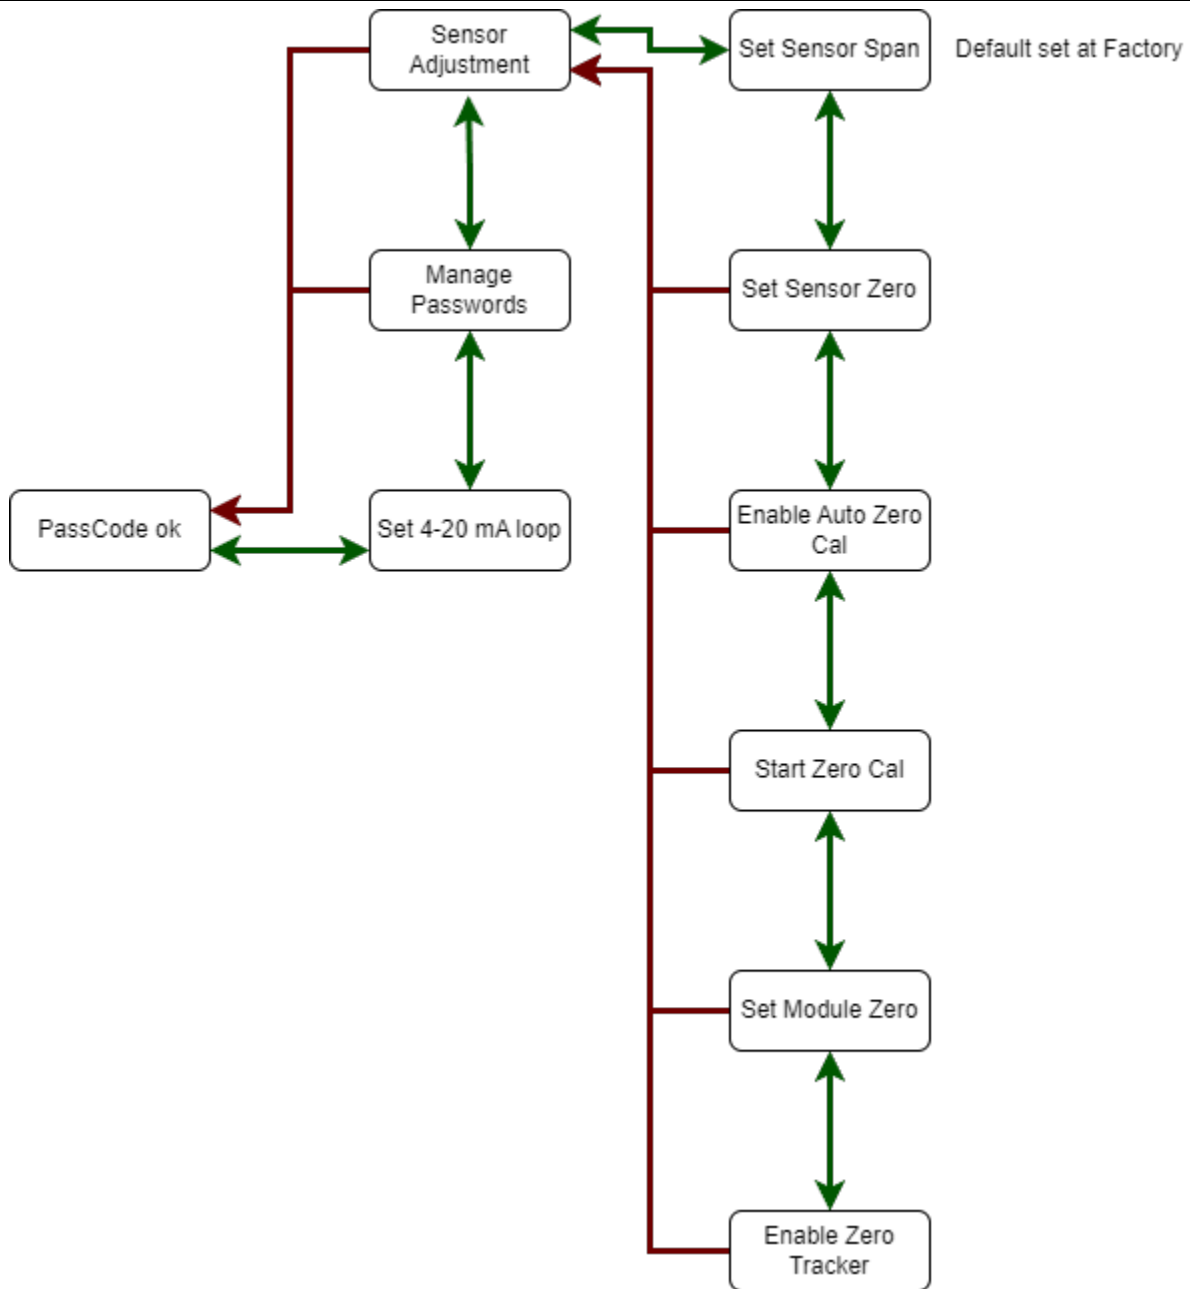 Sensor
Adjustment
Set Sensor Span
Default set at Factory
Manage
Passwords
Set Sensor Zero
PassCode ok
Set 4-20 mA loop
Enable Auto Zero
Cal
Start Zero Cal
Set Module Zero
Enable Zero
Tracker